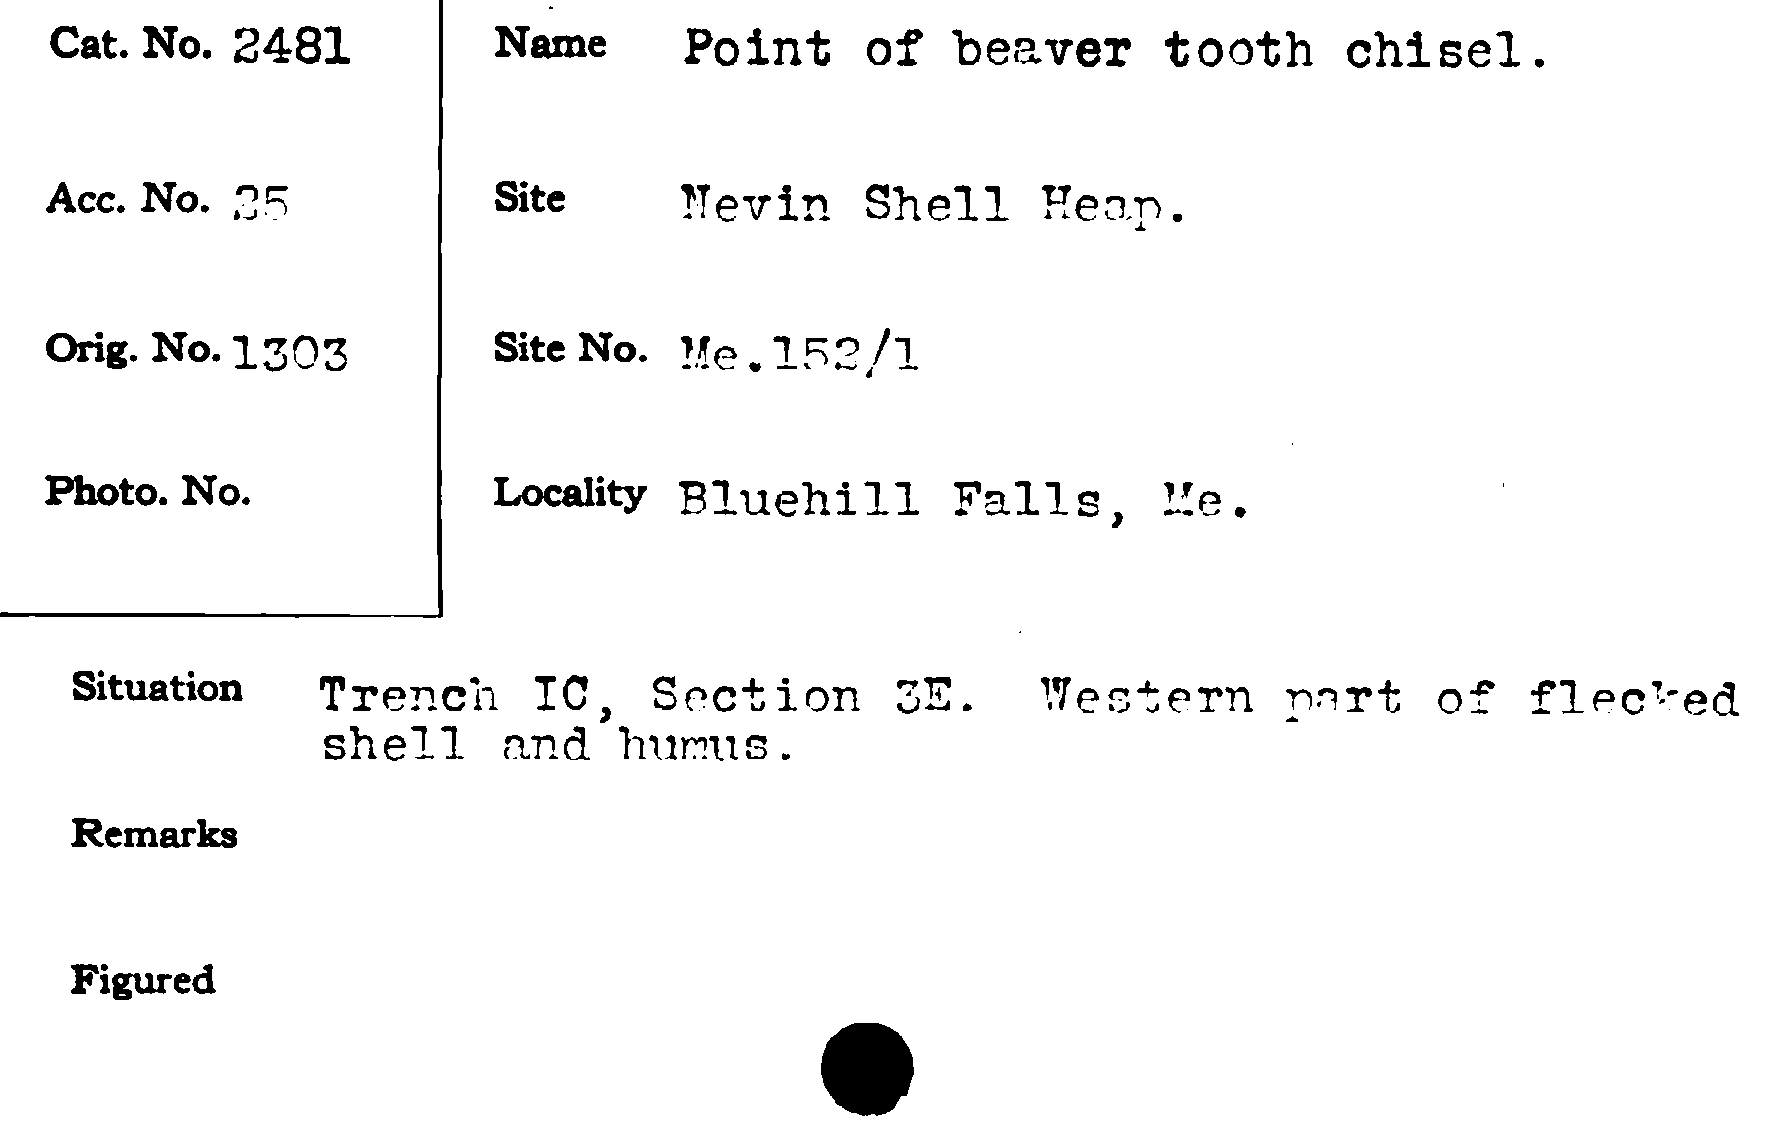 Cat. No. 2481
Name Point of beaver tooth chisel.
Acc. No. 25
Site Nevin Shell Heap.
Orig. No. 1303
Site No. Me.152/1
Photo. No.
Locality Bluehill Falls, Me.
Situation Trench IC, Section 3E. Western part of flecked
shell and humus.
Remarks
Figured